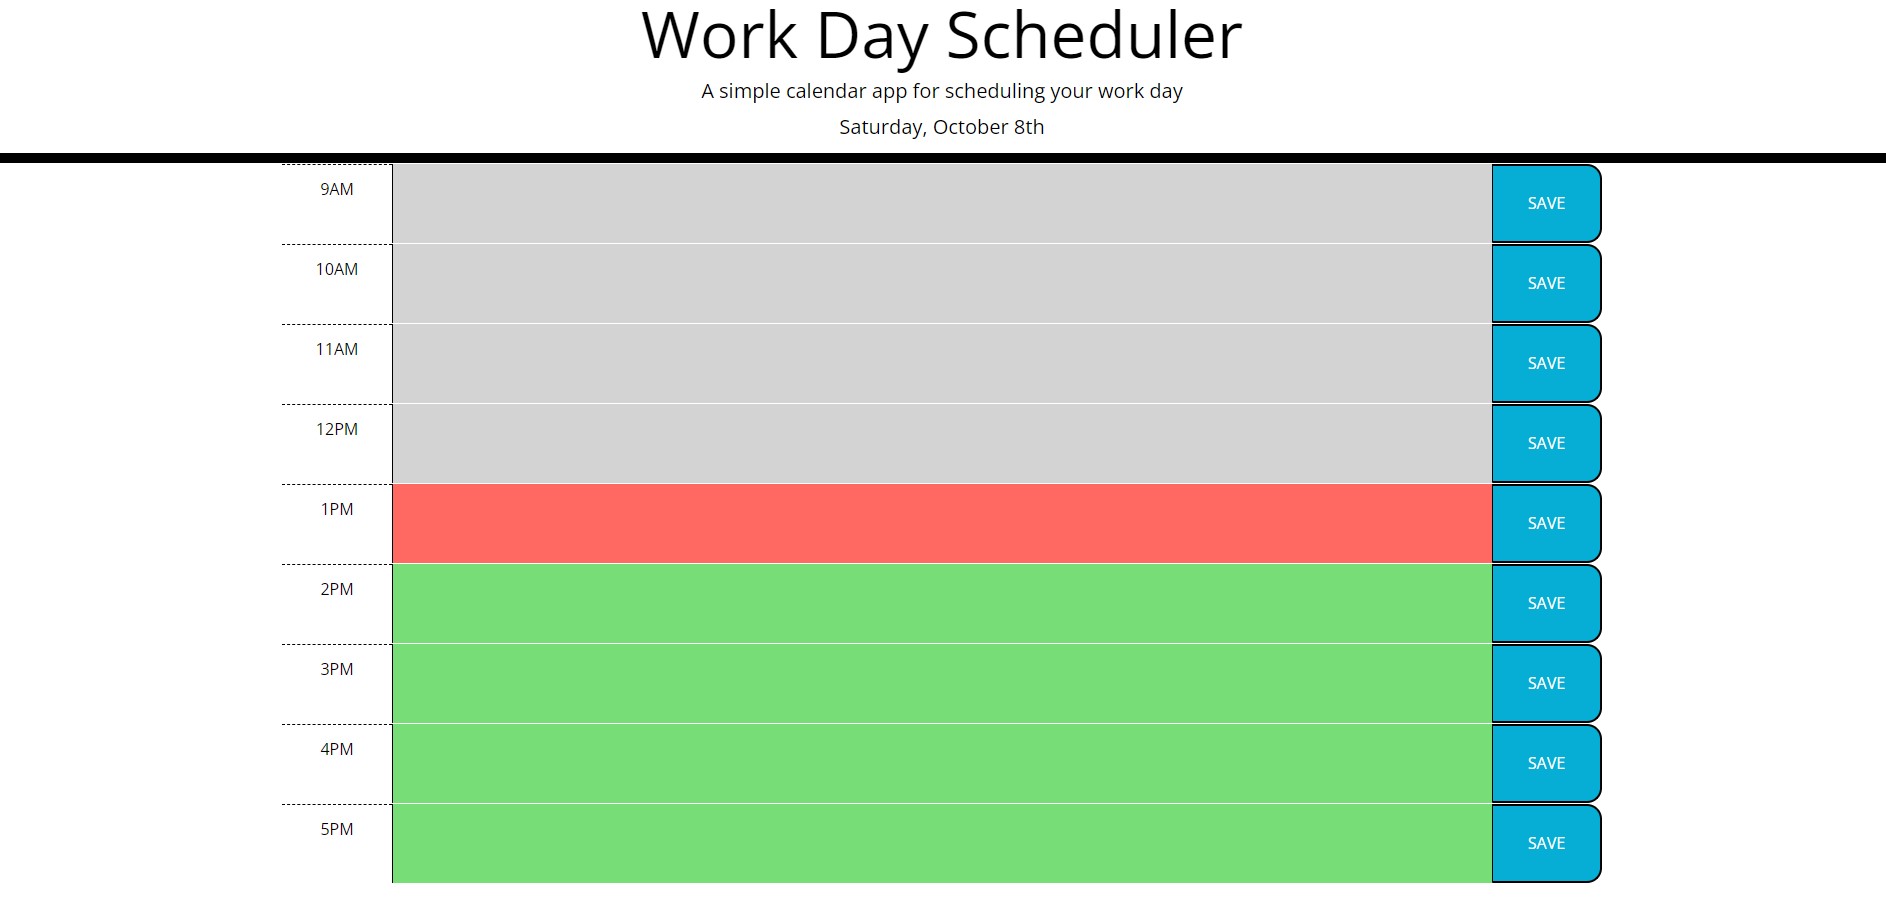 Work Day Scheduler
A simple calendar app for scheduling your work day
Saturday, October 8th
9AM SAVE
10AM SAVE
11AM SAVE
12PM SAVE
1PM SAVE
2PM SAVE
3PM SAVE
4PM SAVE
5PM SAVE